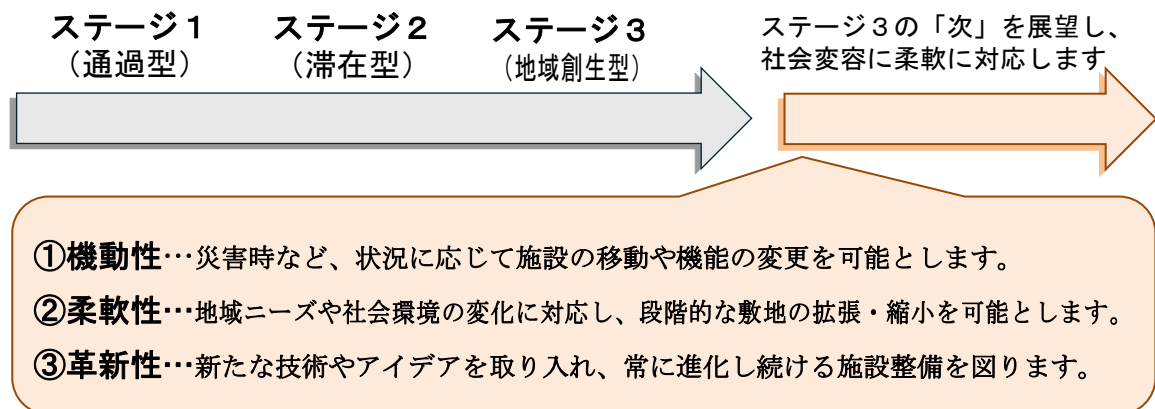 ステージ１
（通過型）
ステージ２
（滞在型）
ステージ３
（地域創生型）
ステージ３の「次」を展望し、
社会変容に柔軟に対応します
①機動性…災害時など、状況に応じて施設の移動や機能の変更を可能とします。
②柔軟性…地域ニーズや社会環境の変化に対応し、段階的な敷地の拡張・縮小を可能とします。
③革新性…新たな技術やアイデアを取り入れ、常に進化し続ける施設整備を図ります。